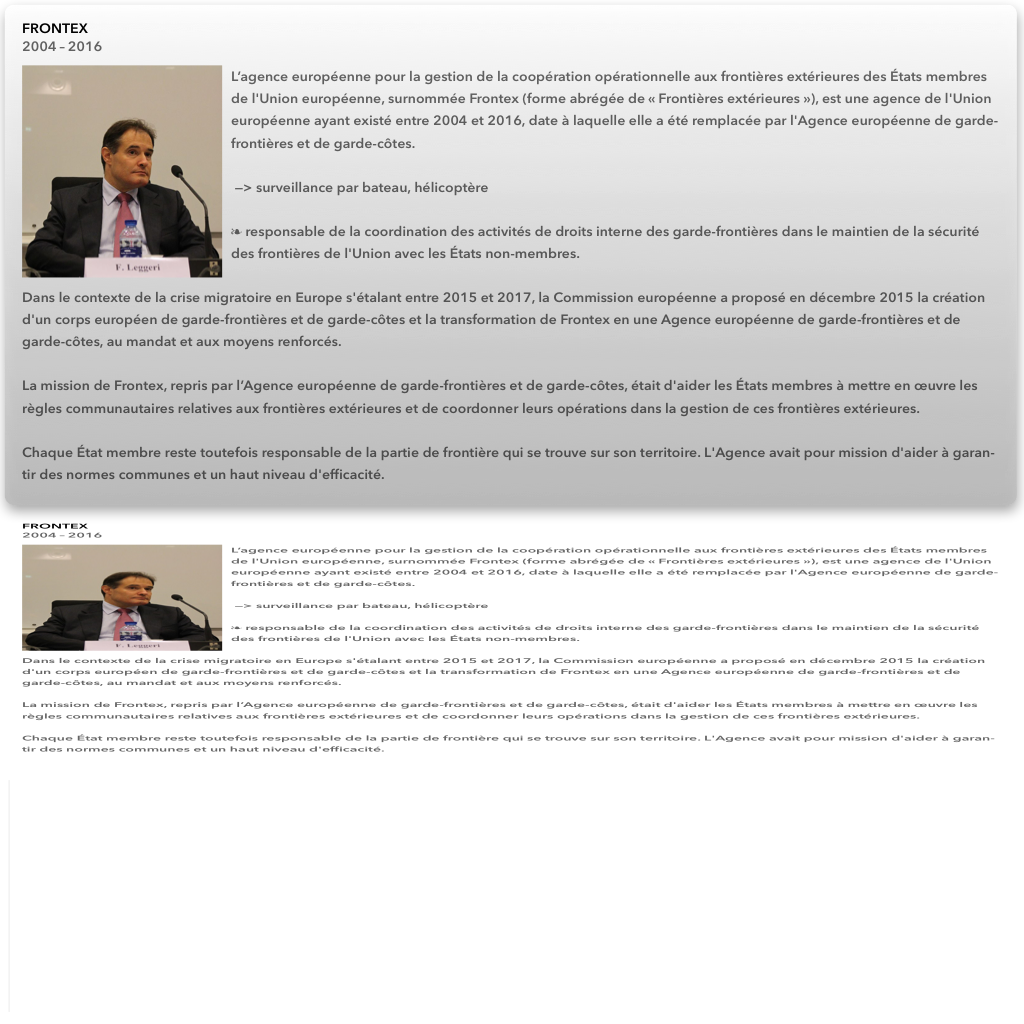 FRONTEX
2004 – 2016
L’agence européenne pour la gestion de la coopération opérationnelle aux frontières extérieures des États membres
de l'Union européenne, surnommée Frontex (forme abrégée de « Frontières extérieures »), est une agence de l'Union
européenne ayant existé entre 2004 et 2016, date à laquelle elle a été remplacée par l'Agence européenne de garde-
frontières et de garde-côtes.
—> surveillance par bateau, hélicoptère
❧ responsable de la coordination des activités de droits interne des garde-frontières dans le maintien de la sécurité
des frontières de l'Union avec les États non-membres.
F. Leggeri
Dans le contexte de la crise migratoire en Europe s'étalant entre 2015 et 2017, la Commission européenne a proposé en décembre 2015 la création
d'un corps européen de garde-frontières et de garde-côtes et la transformation de Frontex en une Agence européenne de garde-frontières et de
garde-côtes, au mandat et aux moyens renforcés.
La mission de Frontex, repris par l’Agence européenne de garde-frontières et de garde-côtes, était d'aider les États membres à mettre en œuvre les
règles communautaires relatives aux frontières extérieures et de coordonner leurs opérations dans la gestion de ces frontières extérieures.
Chaque État membre reste toutefois responsable de la partie de frontière qui se trouve sur son territoire. L'Agence avait pour mission d'aider à garan-
tir des normes communes et un haut niveau d'efficacité.
FRONTEX
2004 – 2016
L’agence européenne pour la gestion de la coopération opérationnelle aux frontières extérieures des États membres
de l'Union européenne, surnommée Frontex (forme abrégée de « Frontières extérieures »), est une agence de l'Union
européenne ayant existé entre 2004 et 2016, date à laquelle elle a été remplacée par l'Agence européenne de garde-
frontières et de garde-côtes.
—> surveillance par bateau, hélicoptère
❧ responsable de la coordination des activités de droits interne des garde-frontières dans le maintien de la sécurité
des frontières de l'Union avec les États non-membres.
F. Leggeri
Dans le contexte de la crise migratoire en Europe s'étalant entre 2015 et 2017, la Commission européenne a proposé en décembre 2015 la création
d'un corps européen de garde-frontières et de garde-côtes et la transformation de Frontex en une Agence européenne de garde-frontières et de
garde-côtes, au mandat et aux moyens renforcés.
La mission de Frontex, repris par l’Agence européenne de garde-frontières et de garde-côtes, était d'aider les États membres à mettre en œuvre les
règles communautaires relatives aux frontières extérieures et de coordonner leurs opérations dans la gestion de ces frontières extérieures.
Chaque État membre reste toutefois responsable de la partie de frontière qui se trouve sur son territoire. L'Agence avait pour mission d'aider à garan-
tir des normes communes et un haut niveau d'efficacité.